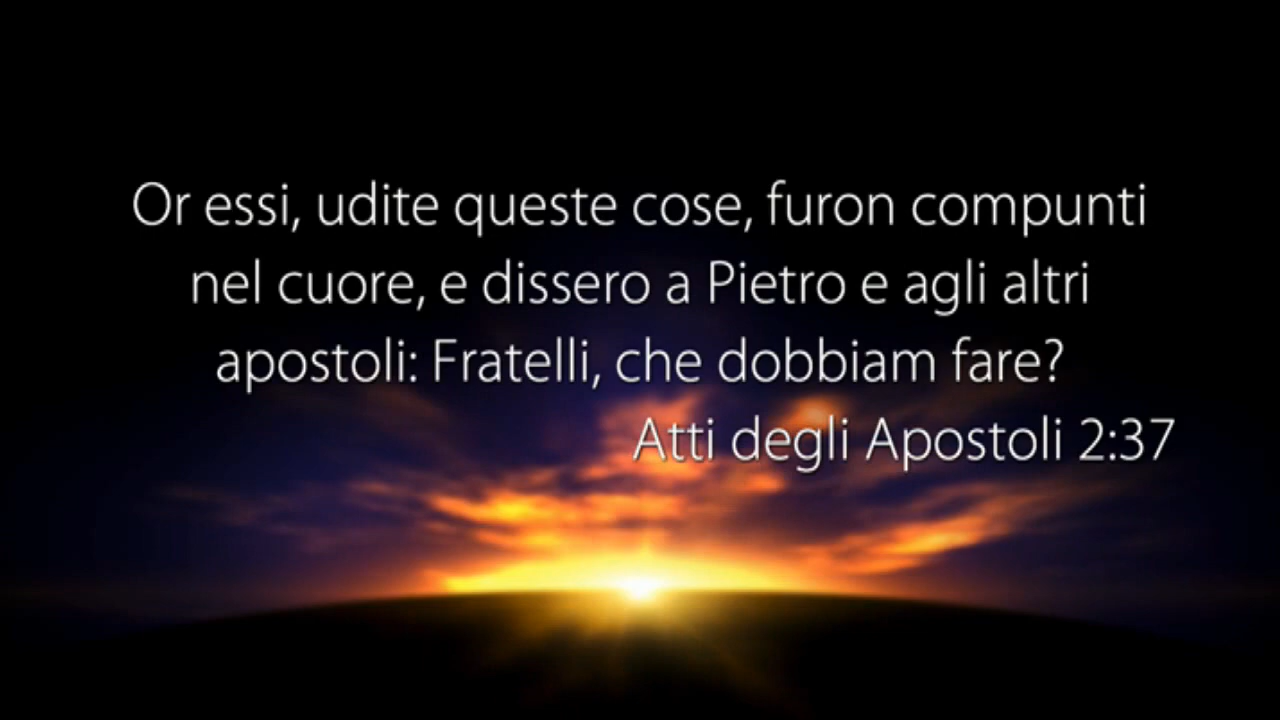 Or essi, udite queste cose, furon compunti
nel cuore, e dissero a Pietro e agli altri
apostoli: Fratelli, che dobbiam fare?
Atti degli Apostoli 2:37